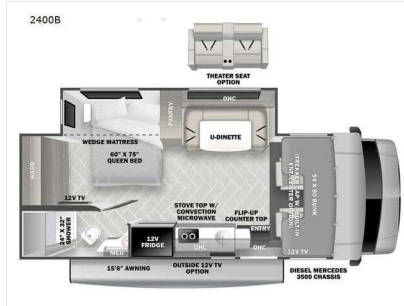 2400B
THEATER SEAT
OPTION
OHC
PANTRY
U-DINETTE
WEDGE MATTRESS
60" X 75"
QUEEN BED
WARD
12V TV
24" X 32"
SHOWER
MED
12V
FRIDGE
STOVE TOP W/
CONVECTION
MICROWAVE
OHC
FLIP-UP
COUNTER TOP
ENTRY
OHC
54 X 80 BUNK
12V TV
15'6" AWNING
OUTSIDE 12V TV
OPTION
DIESEL MERCEDES
3500 CHASSIS